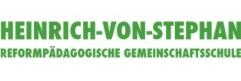 HEINRICH-VON-STEPHAN
REFORMPÄDAGOGISCHE GEMEINSCHAFTSSCHULE